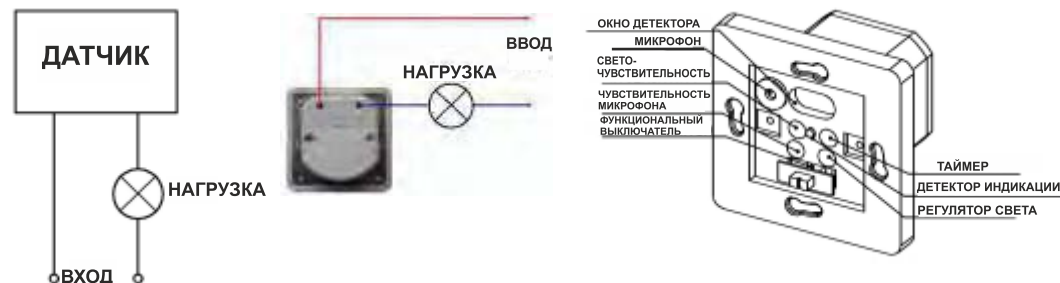 ДАТЧИК
НАГРУЗКА
ВХОД
ВВОД
НАГРУЗКА
ОКНО ДЕТЕКТОРА
МИКРОФОН
СВЕТО-
ЧУВСТВИТЕЛЬНОСТЬ
ЧУВСТВИТЕЛЬНОСТЬ
МИКРОФОНА
ФУНКЦИОНАЛЬНЫЙ
ВЫКЛЮЧАТЕЛЬ
ТАЙМЕР
ДЕТЕКТОР ИНДИКАЦИИ
РЕГУЛЯТОР СВЕТА